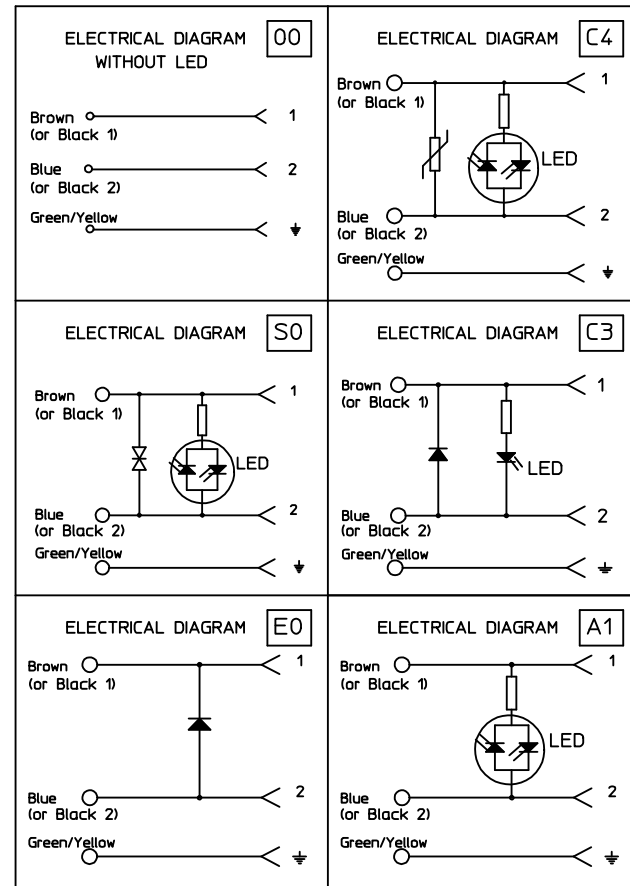 ELECTRICAL DIAGRAM 00
WITHOUT LED
Brown 1
(or Black 1)
Blue 2
(or Black 2)
Green/Yellow
ELECTRICAL DIAGRAM C4
Brown 1
(or Black 1)
LED
Blue 2
(or Black 2)
Green/Yellow
ELECTRICAL DIAGRAM S0
Brown 1
(or Black 1)
LED
Blue 2
(or Black 2)
Green/Yellow
ELECTRICAL DIAGRAM C3
Brown 1
(or Black 1)
LED
Blue 2
(or Black 2)
Green/Yellow
ELECTRICAL DIAGRAM E0
Brown 1
(or Black 1)
Blue 2
(or Black 2)
Green/Yellow
ELECTRICAL DIAGRAM A1
Brown 1
(or Black 1)
LED
Blue 2
(or Black 2)
Green/Yellow